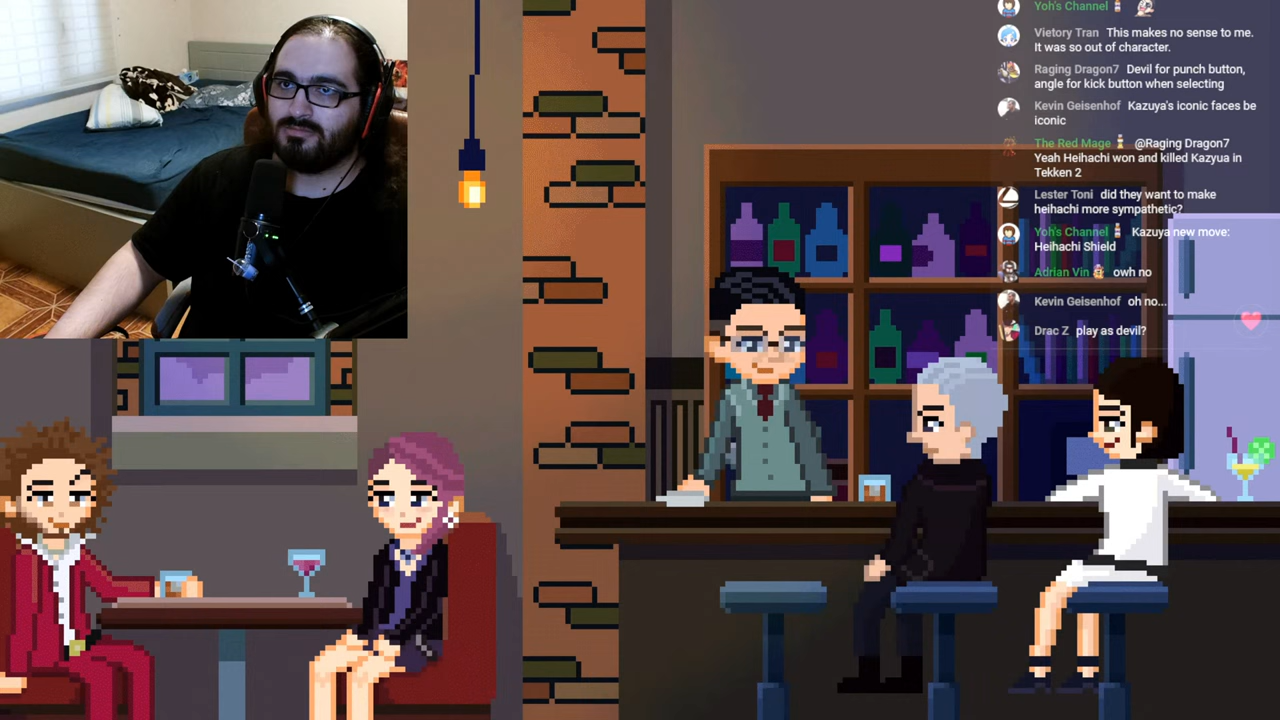 Yoh's Channel
Vietory Tran This makes no sense to me.
It was so out of character.
Raging Dragon7 Devil for punch button,
angle for kick button when selecting
Kevin Geisenhof Kazuya's iconic faces be
iconic
The Red Mage @Raging Dragon7
Yeah Heihachi won and killed Kazyua in
Tekken 2
Lester Toni did they want to make
heihachi more sympathetic?
Yoh's Channel Kazuya new move:
Heihachi Shield
Adrian Vin owh no
Kevin Geisenhof oh no...
Drac Z play as devil?